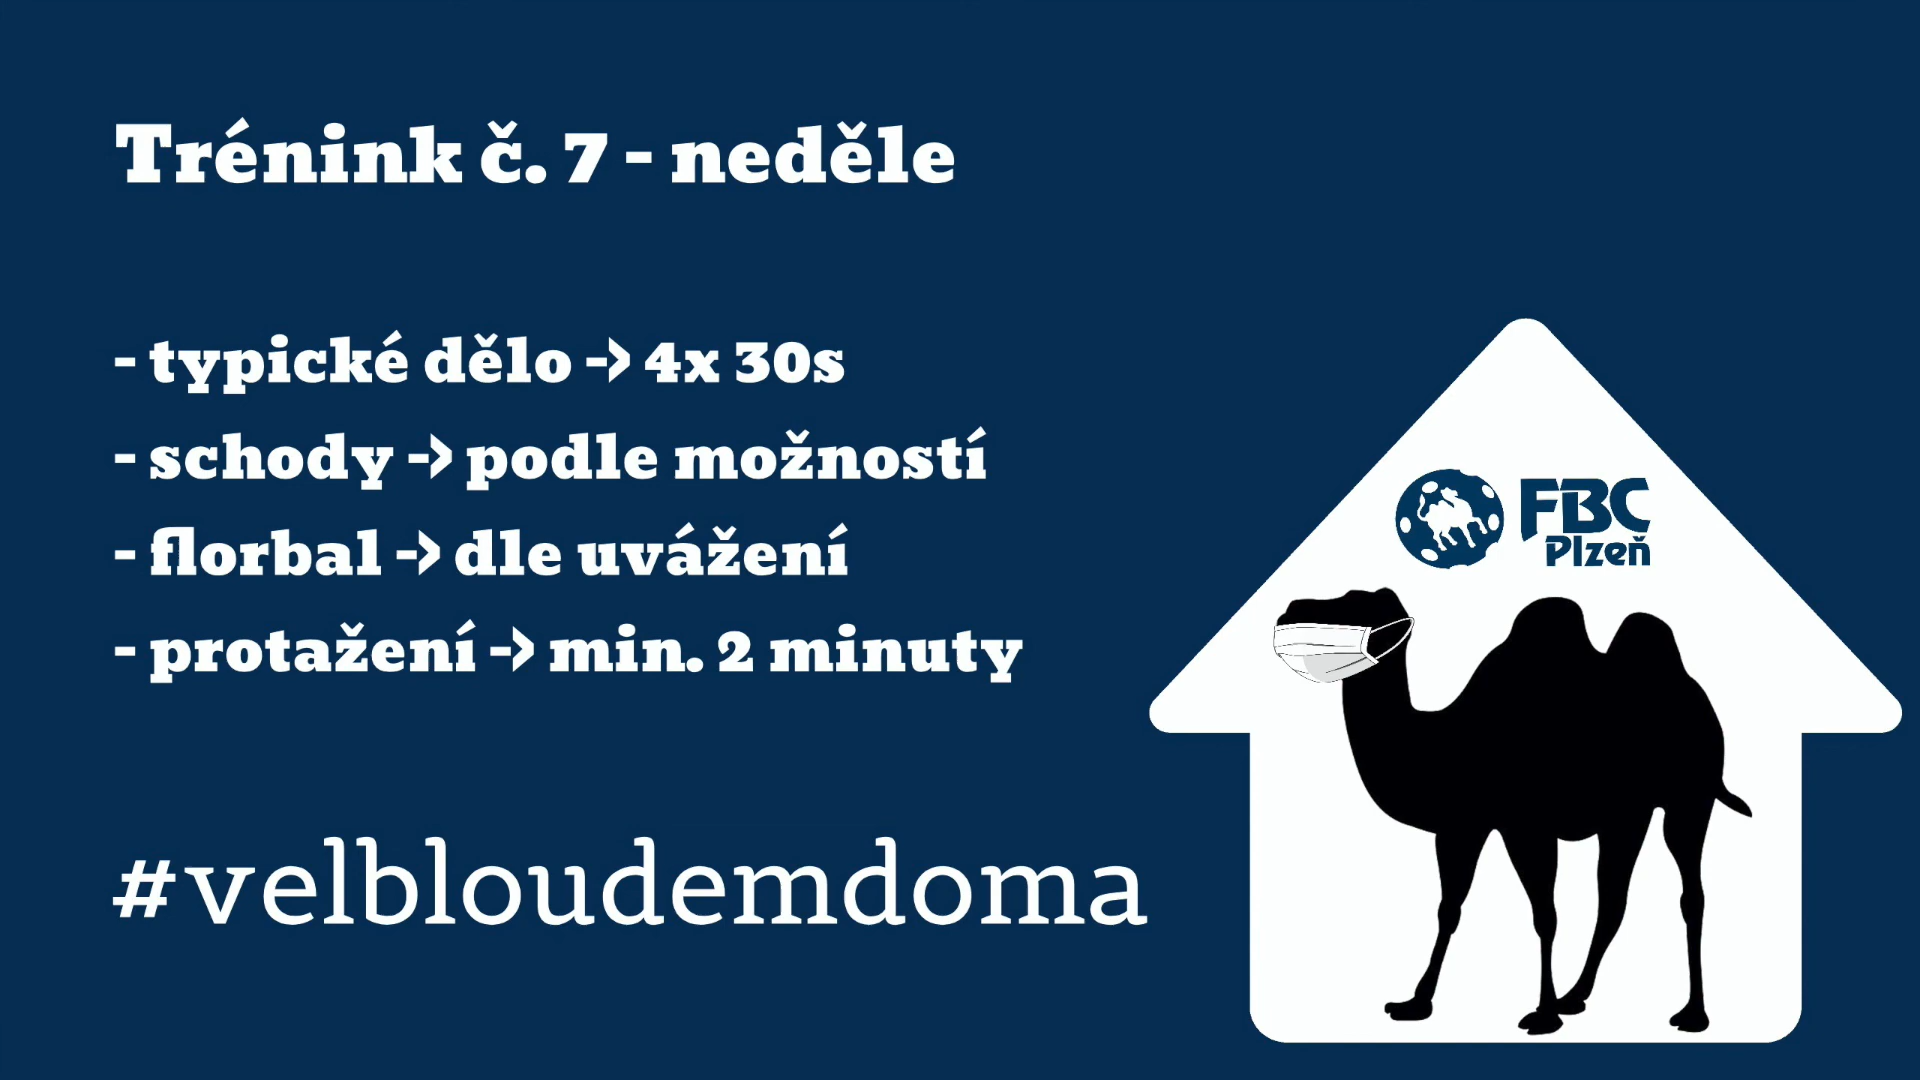 Trénink č. 7 - neděle
- typické dělo -> 4x 30s
- schody -> podle možností
- florbal -> dle uvážení
- protažení -> min. 2 minuty
FBC
Plzeň
#velbloudemdoma